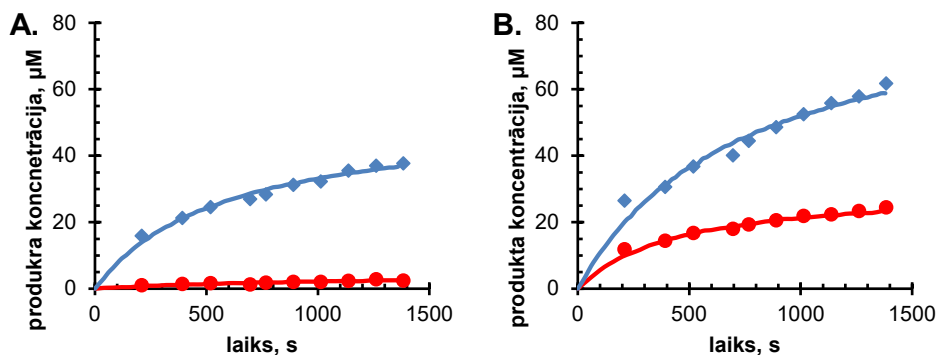 A.
produkra koncnetrācija, µM
80
60
40
20
0
0 500 1000 1500
laiks, s
B.
produkta koncentrācija, µM
80
60
40
20
0
0 500 1000 1500
laiks, s